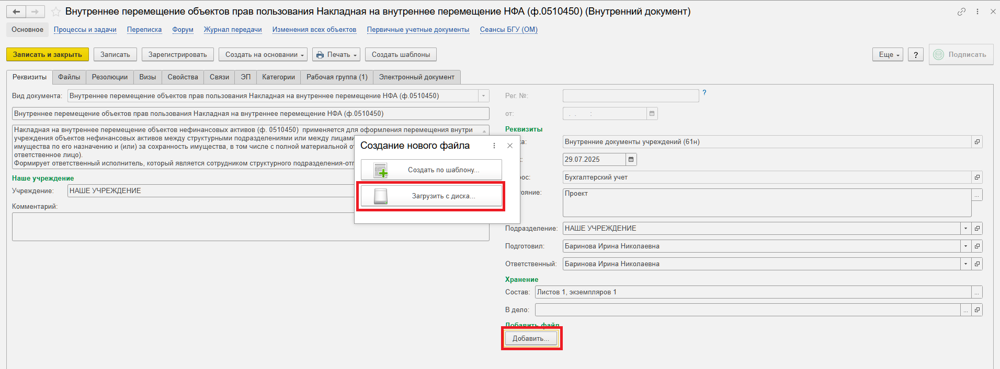 Внутреннее перемещение объектов прав пользования Накладная на внутреннее перемещение НФА (ф.0510450) (Внутренний документ)
Основное Процессы и задачи Переписка Форум Журнал передачи Изменения всех объектов Первичные учетные документы Сеансы БГУ (ОМ)
Записать и закрыть Записать Зарегистрировать Создать на основании Печать Создать шаблоны Еще ? Подписать
Реквизиты Файлы Резолюции Визы Свойства Связи ЭП Категории Рабочая группа (1) Электронный документ
Вид документа: Внутреннее перемещение объектов прав пользования Накладная на внутреннее перемещение НФА (ф.0510450)
Внутреннее перемещение объектов прав пользования Накладная на внутреннее перемещение НФА (ф.0510450)
Накладная на внутреннее перемещение объектов нефинансовых активов (ф. 0510450) применяется для оформления перемещения внутри
учреждения объектов нефинансовых активов между структурными подразделениями или между лицами
имущества по его назначению и (или) за сохранность имущества, в том числе с полной материальной от
ответственное лицо).
Формирует ответственный исполнитель, который является сотрудником структурного подразделения-отп
Наше учреждение
Учреждение: НАШЕ УЧРЕЖДЕНИЕ
Комментарий:
Создание нового файла
Создать по шаблону...
Загрузить с диска...
Рег. №: ?
от: . . :
Реквизиты
ка: Внутренние документы учреждений (61н)
: 29.07.2025
рос: Бухгалтерский учет
тояние: Проект
...
Подразделение: НАШЕ УЧРЕЖДЕНИЕ
Подготовил: Баринова Ирина Николаевна
Ответственный: Баринова Ирина Николаевна
Хранение
Состав: Листов 1, экземпляров 1 ...
В дело: ...
Добавить файл
Добавить...